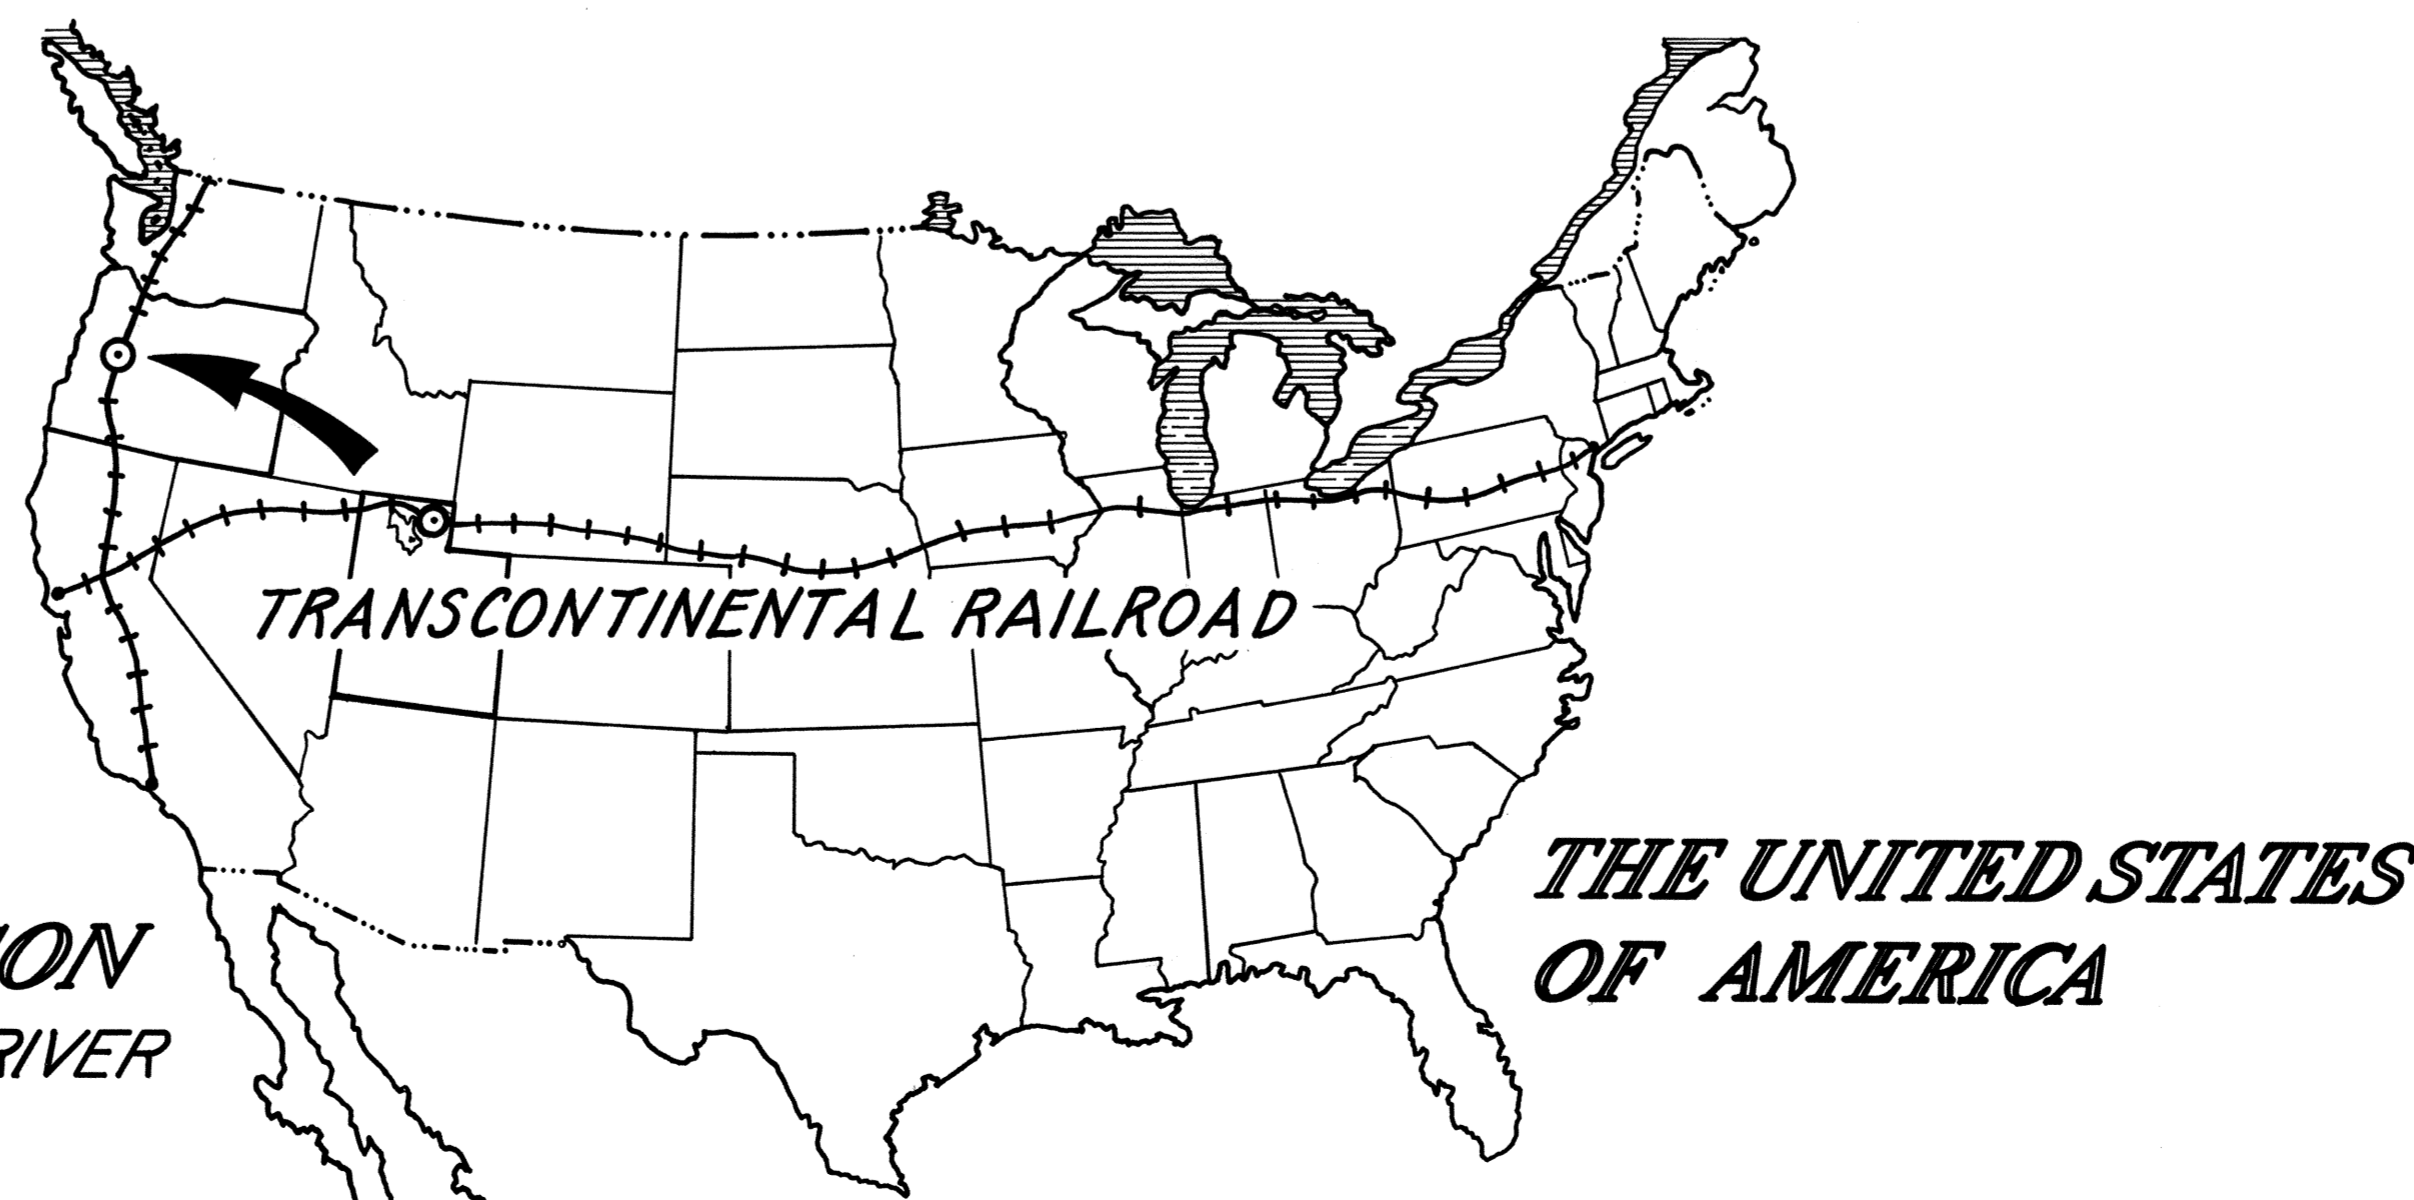 TRANSCONTINENTAL RAILROAD
THE UNITED STATES
OF AMERICA
ON
RIVER